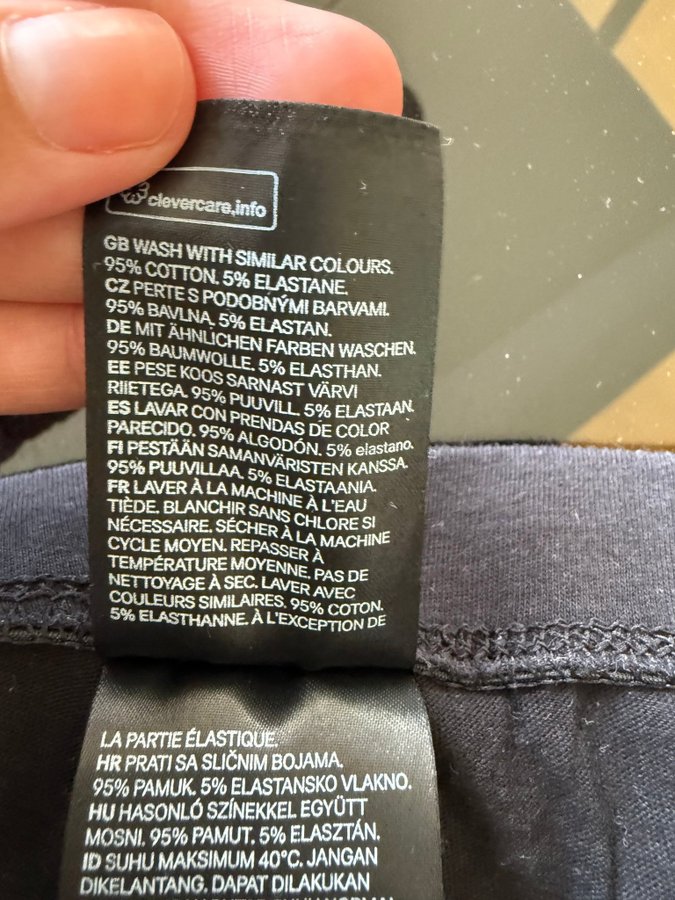 clevercare.info
GB WASH WITH SIMILAR COLOURS.
95% COTTON. 5% ELASTANE.
CZ PERTE S PODOBNÝMI BARVAMI.
95% BAVLNA. 5% ELASTAN.
DE MIT ÄHNLICHEN FARBEN WASCHEN.
95% BAUMWOLLE. 5% ELASTHAN.
EE PESE KOOS SARNAST VÄRVI
RIIETEGA. 95% PUUVILL. 5% ELASTAAN.
ES LAVAR CON PRENDAS DE COLOR
PARECIDO. 95% ALGODÓN. 5% elastano.
FI PESTÄÄN SAMANVÄRISTEN KANSSA.
95% PUUVILLAA. 5% ELASTAANIA.
FR LAVER À LA MACHINE À L'EAU
TIÈDE. BLANCHIR SANS CHLORE SI
NÉCESSAIRE. SÉCHER À LA MACHINE
CYCLE MOYEN. REPASSER À
TEMPÉRATURE MOYENNE. PAS DE
NETTOYAGE À SEC. LAVER AVEC
COULEURS SIMILAIRES. 95% COTON.
5% ELASTHANNE. À L'EXCEPTION DE
LA PARTIE ÉLASTIQUE.
HR PRATI SA SLIČNIM BOJAMA.
95% PAMUK. 5% ELASTANSKO VLAKNO.
HU HASONLÓ SZÍNEKKEL EGYÜTT
MOSNI. 95% PAMUT. 5% ELASZTÁN.
ID SUHU MAKSIMUM 40°C. JANGAN
DIKELANTANG. DAPAT DILAKUKAN